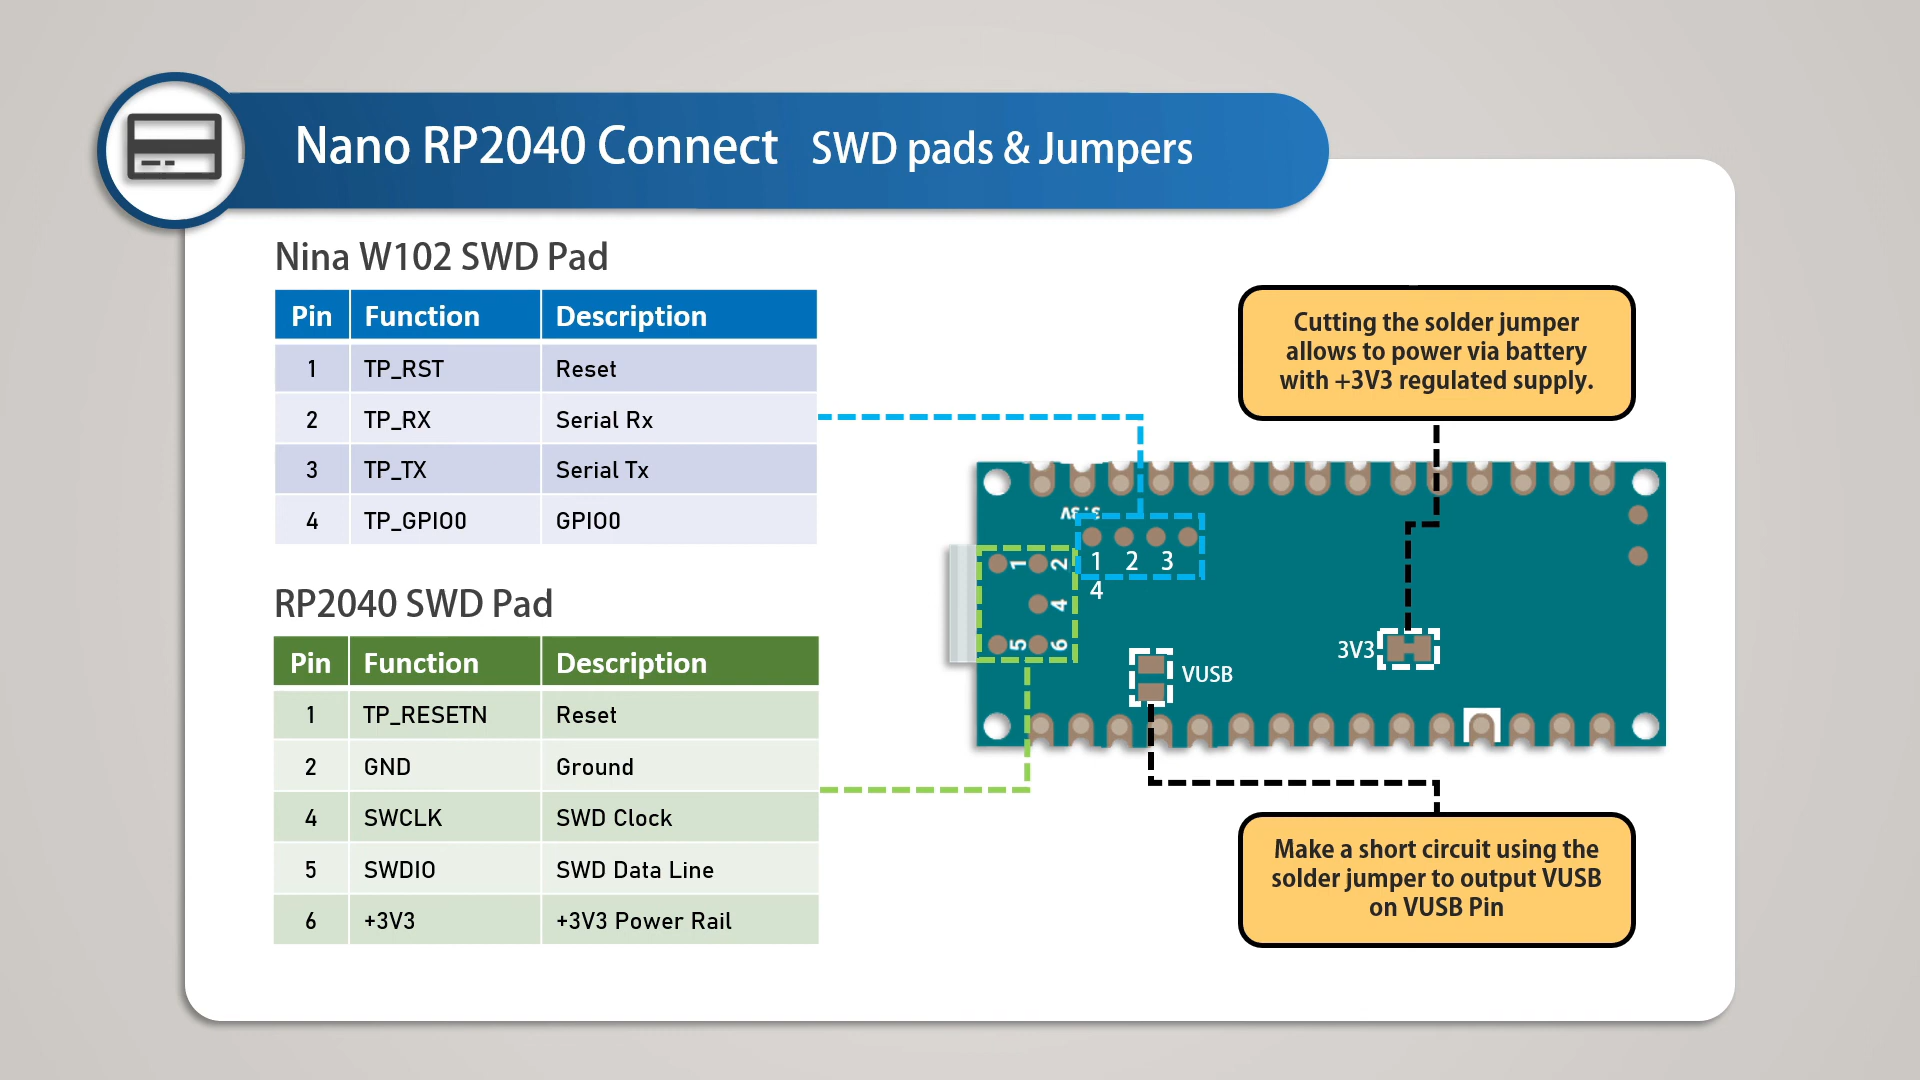 Nano RP2040 Connect SWD pads & Jumpers
Nina W102 SWD Pad
Pin Function Description
1 TP_RST Reset
2 TP_RX Serial Rx
3 TP_TX Serial Tx
4 TP_GPIO0 GPIO0
RP2040 SWD Pad
Pin Function Description
1 TP_RESETN Reset
2 GND Ground
4 SWCLK SWD Clock
5 SWDIO SWD Data Line
6 +3V3 +3V3 Power Rail
Cutting the solder jumper
allows to power via battery
with +3V3 regulated supply.
1 2 3
4
1 2
4
5 6
3V3
VUSB
Make a short circuit using the
solder jumper to output VUSB
on VUSB Pin